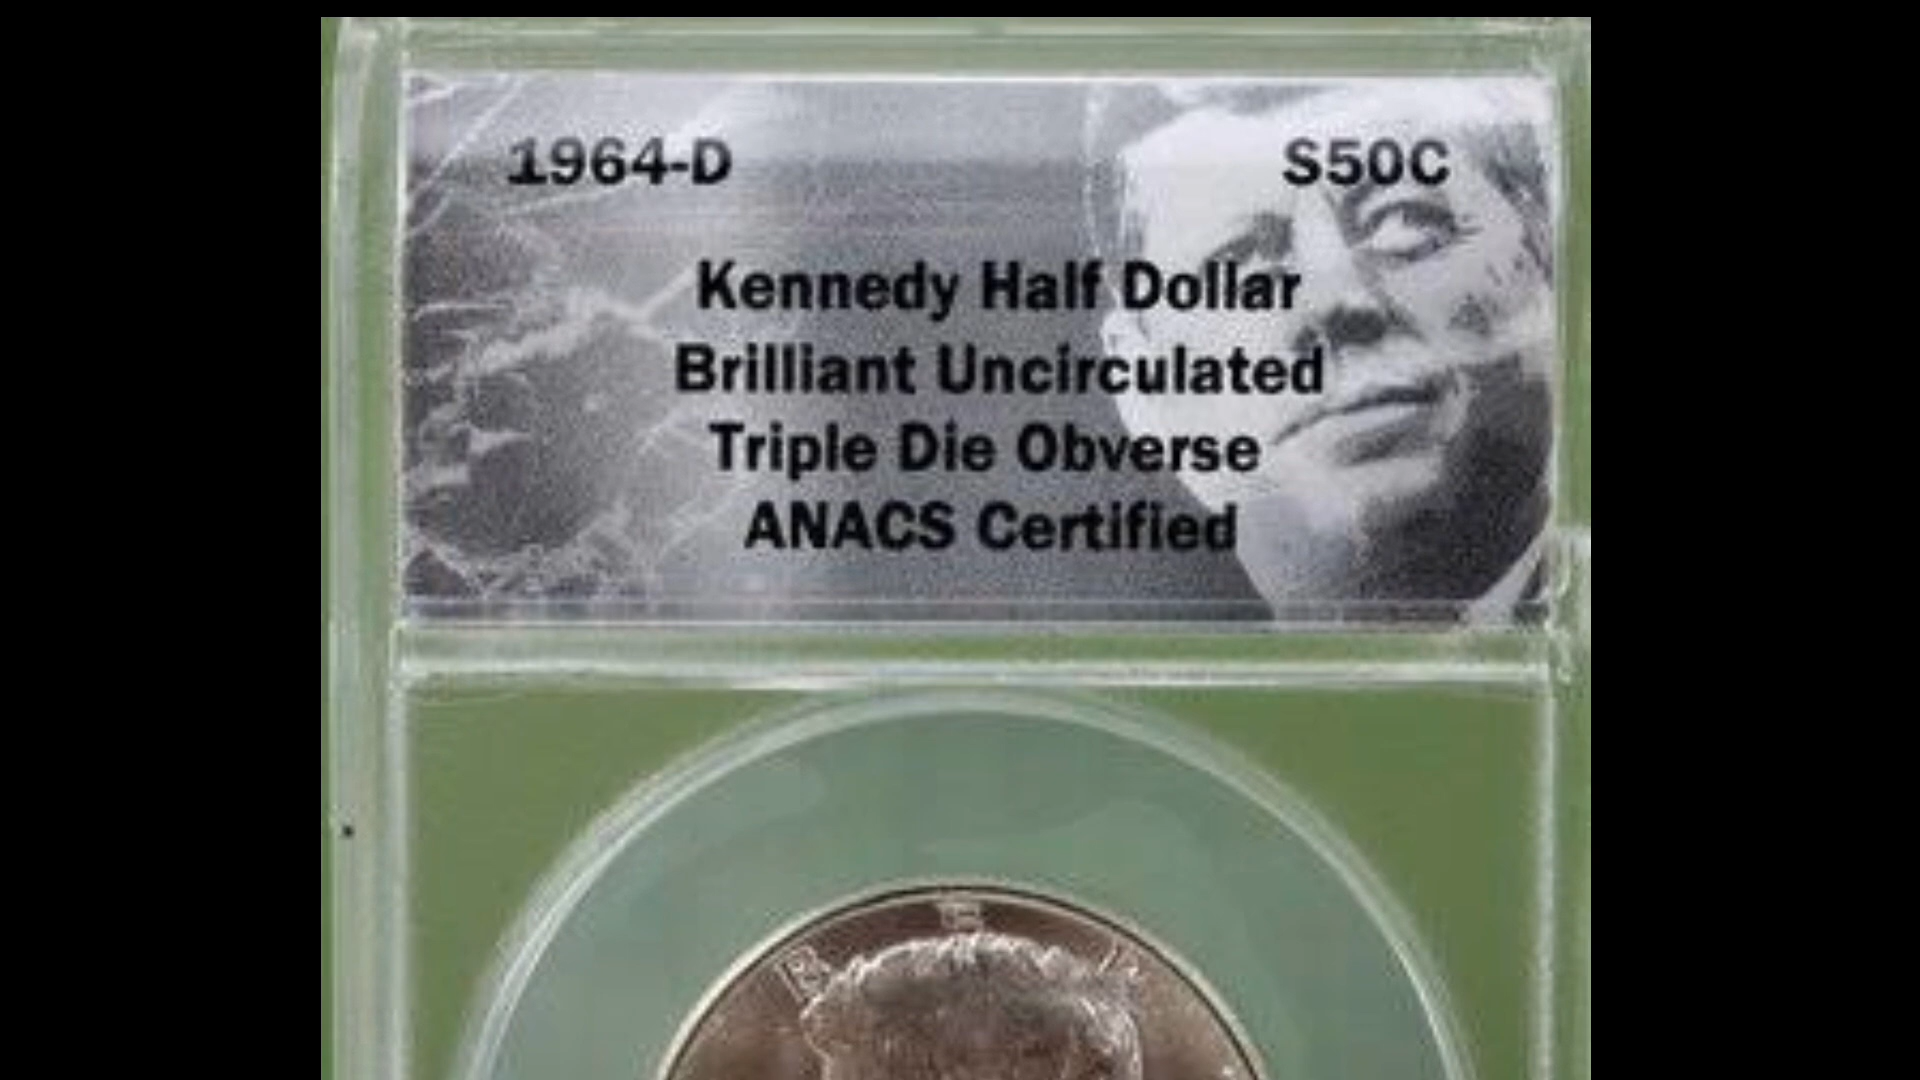 1964-D S50C
Kennedy Half Dollar
Brilliant Uncirculated
Triple Die Obverse
ANACS Certified